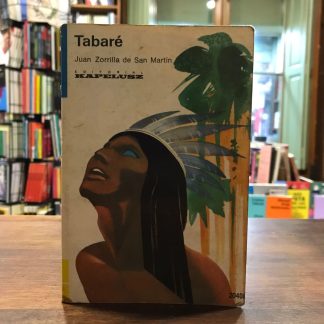 Tabaré
Juan Zorrilla de San Martín
EDITORIAL
KAPELUSZ